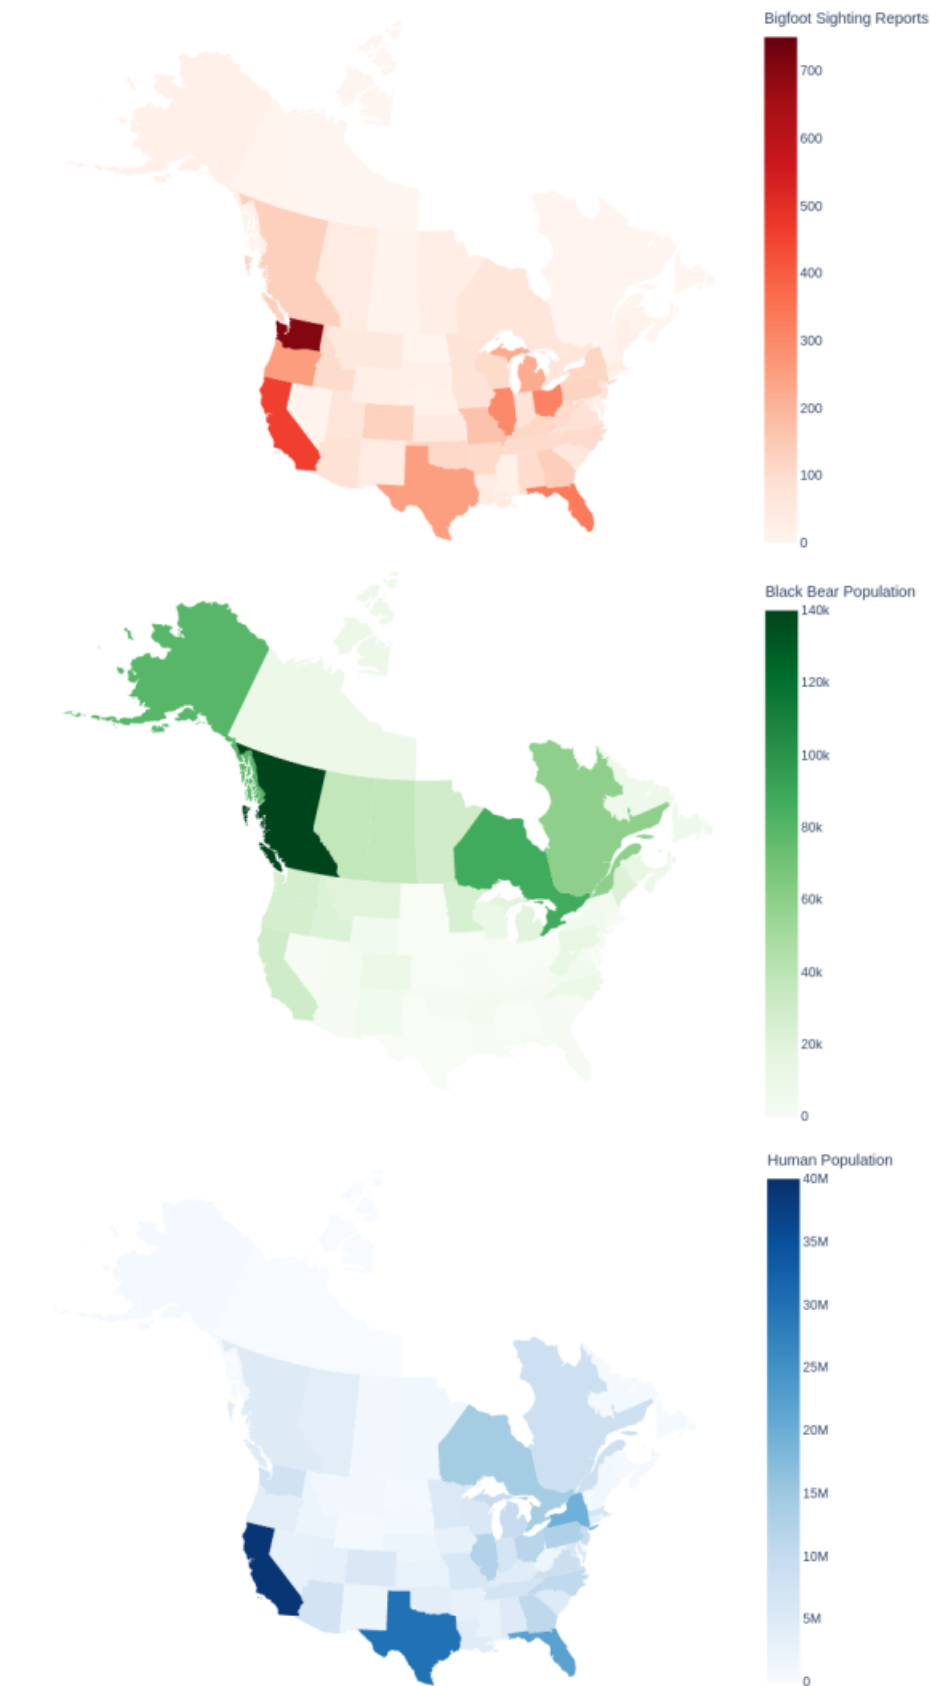 Bigfoot Sighting Reports
700
600
500
400
300
200
100
0
Black Bear Population
140k
120k
100k
80k
60k
40k
20k
0
Human Population
40M
35M
30M
25M
20M
15M
10M
5M
0